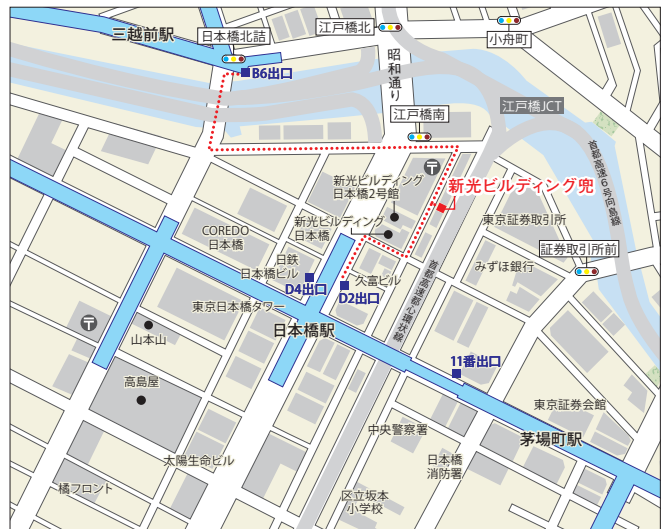 三越前駅
日本橋北詰
江戸橋北
小舟町
B6出口
昭和通り
江戸橋南
江戸橋JCT
首都高速6号向島線
新光ビルディング
日本橋2号館
新光ビルディング兜
新光ビルディング
日本橋
東京証券取引所
COREDO
日本橋
証券取引所前
日鉄
日本橋ビル
みずほ銀行
久富ビル
D4出口
D2出口
首都高速都心環状線
東京日本橋タワー
日本橋駅
山本山
11番出口
高島屋
東京証券会館
中央警察署
茅場町駅
太陽生命ビル
日本橋
消防署
橘フロント
区立坂本
小学校